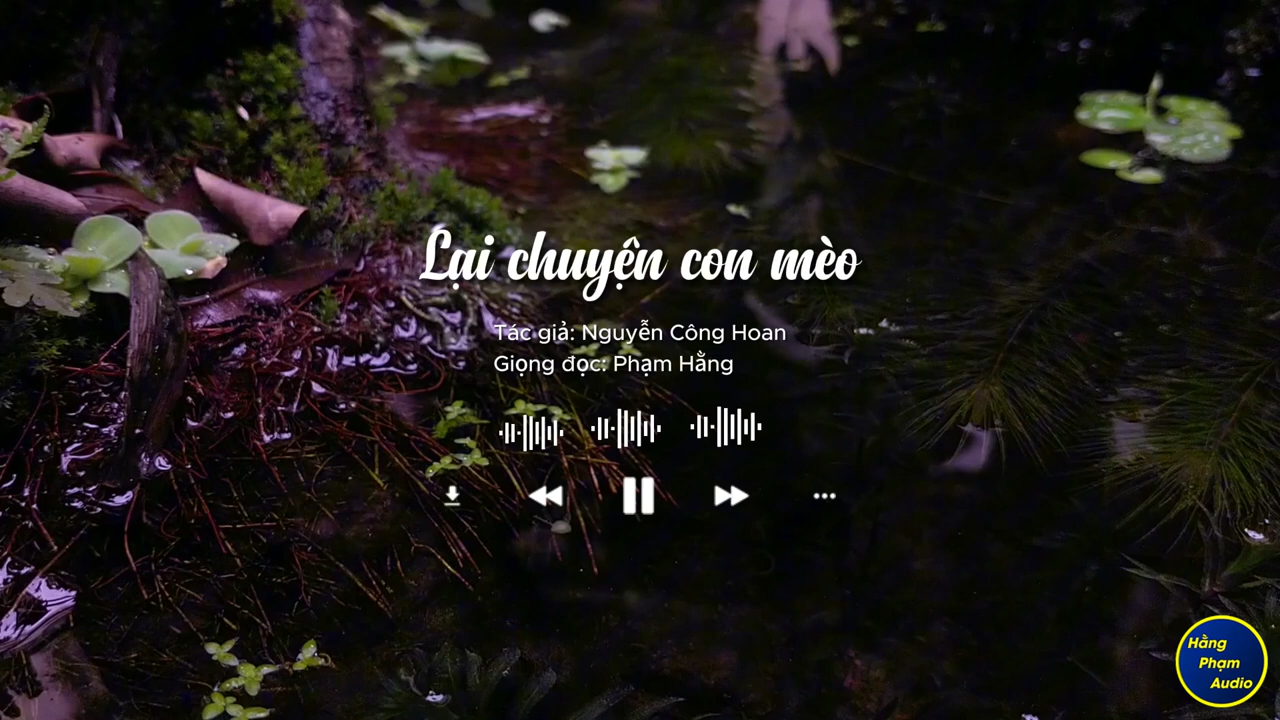 Lại chuyện con mèo
Tác giả: Nguyễn Công Hoan
Giọng đọc: Phạm Hằng
Hằng
Phạm
Audio